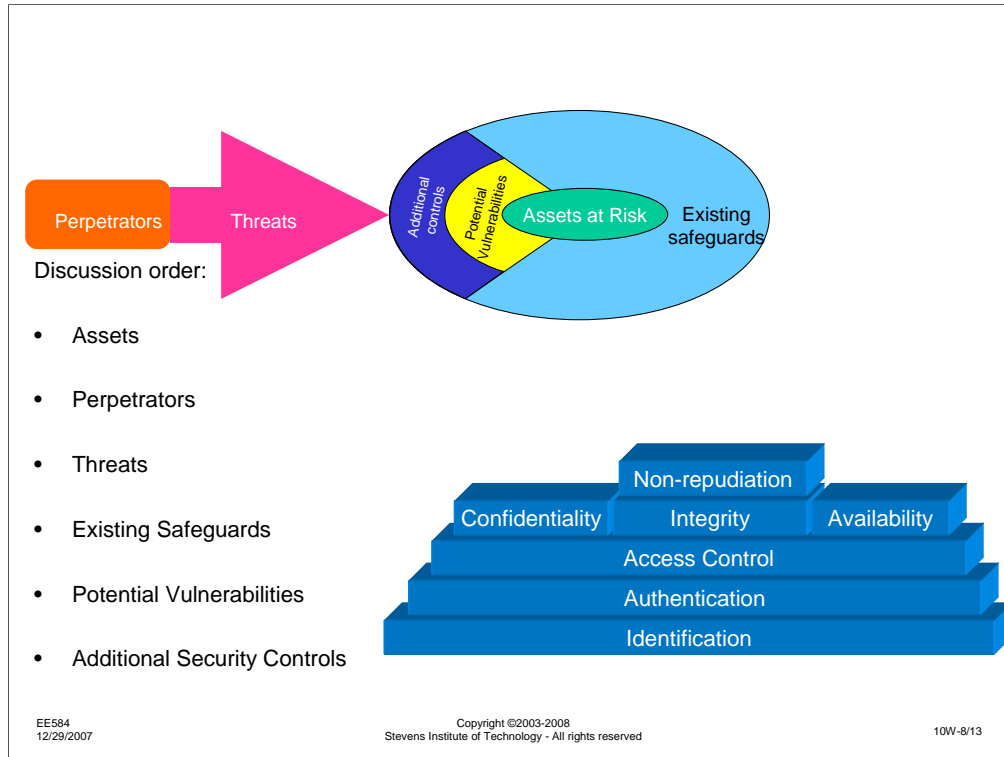 Perpetrators
Threats
Additional
controls
Potential
Vulnerabilities
Assets at Risk
Existing
safeguards
Discussion order:
• Assets
• Perpetrators
• Threats
• Existing Safeguards
• Potential Vulnerabilities
• Additional Security Controls
Non-repudiation
Confidentiality
Integrity
Availability
Access Control
Authentication
Identification
EE584
12/29/2007
Copyright ©2003-2008
Stevens Institute of Technology - All rights reserved
10W-8/13